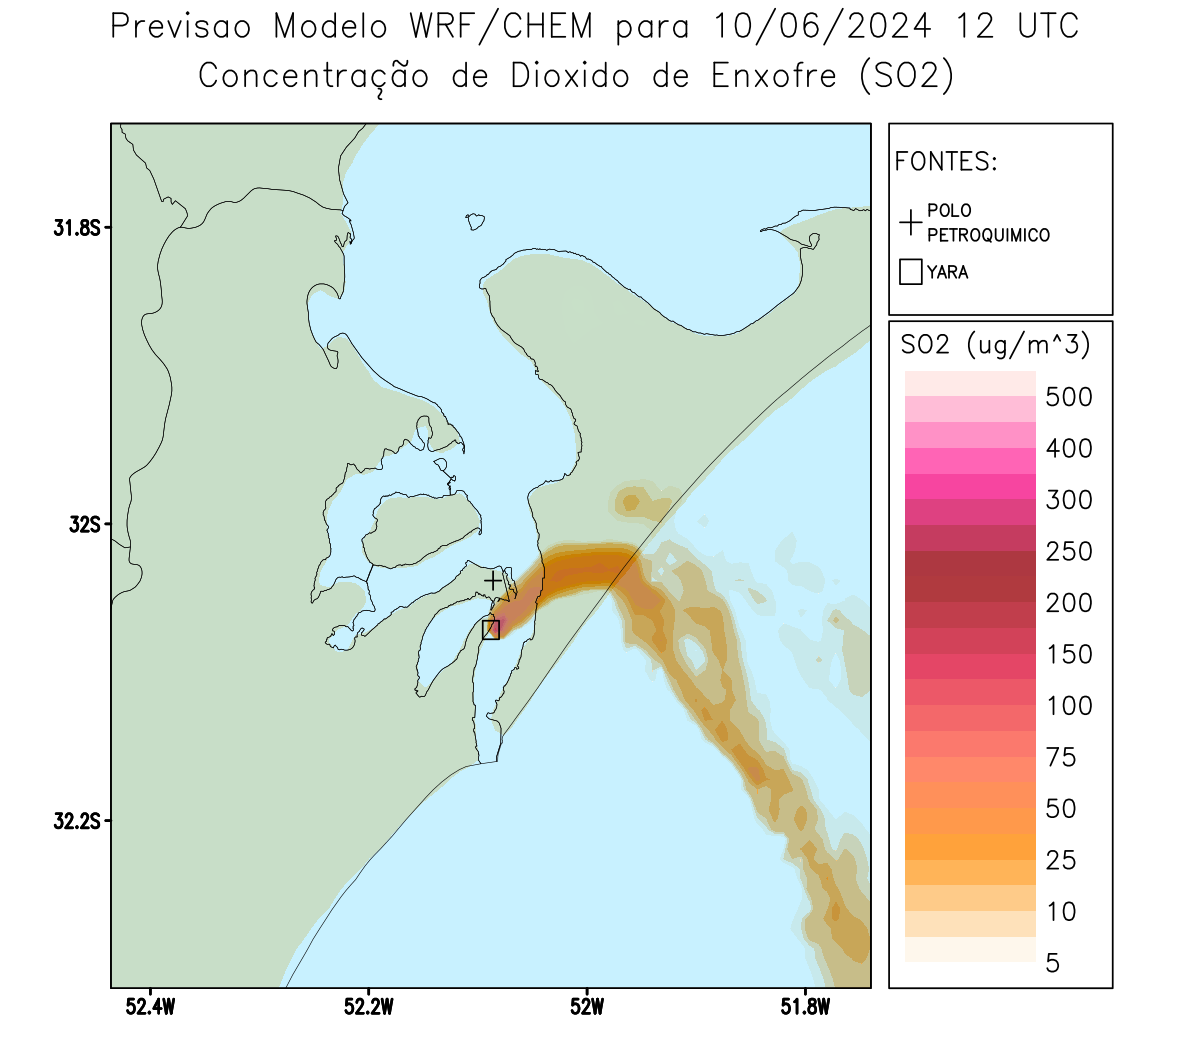 Previsao Modelo WRF/CHEM para 10/06/2024 12 UTC
Concentração de Dioxido de Enxofre (SO2)
FONTES:
POLO
PETROQUIMICO
YARA
SO2 (ug/m^3)
500
400
300
250
200
150
100
75
50
25
10
5
31.8S
32S
32.2S
52.4W
52.2W
52W
51.8W